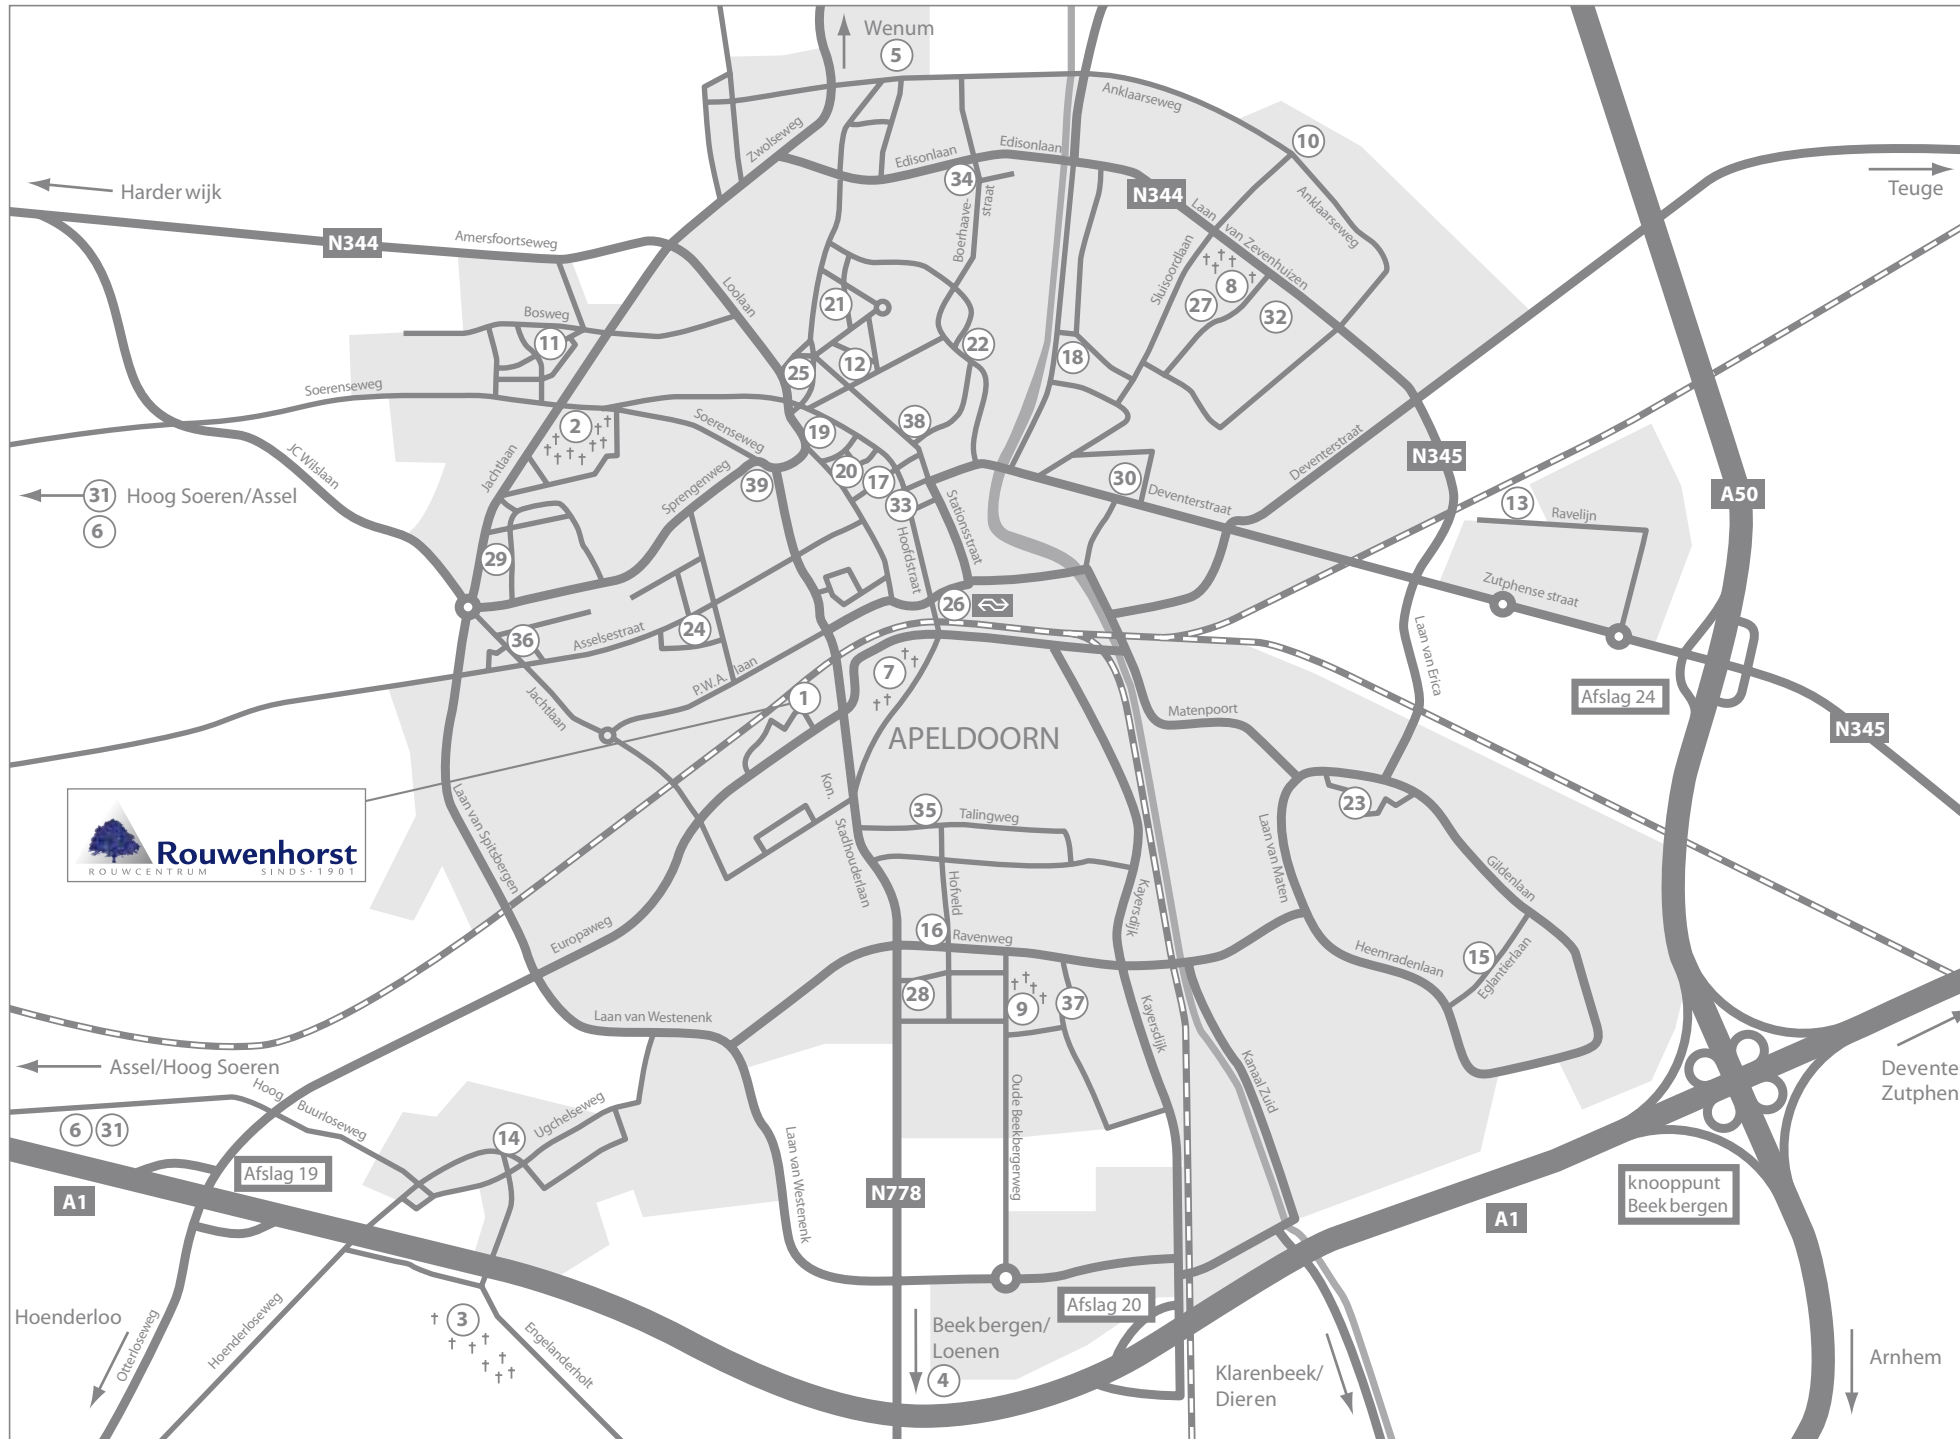 Wenum
5
Anklaarseweg
10
Zwolseweg
Edisonlaan
Edisonlaan
34
Harderwijk
N344
Teuge
Anklaarseweg
Boerhaave-
straat
Laan
van Zevenhuizen
Sluisoordlaan
N344
Amersfoortseweg
Loolaan
21
8
27
32
Bosweg
11
22
18
12
25
Soerenseweg
Soerenseweg
2
19
38
JC Wilslaan
Jachtlaan
Sprengenweg
39
20
17
33
30
Deventerstraat
Deventerstraat
N345
A50
31 Hoog Soeren/Assel
6
13
Ravelijn
Stationsstraat
Hoofdstraat
29
26
Zutphense straat
36
Asselsestraat
24
Laan van Erica
P.W.A. laan
7
1
Jachtlaan
Afslag 24
Matenpoort
APELDOORN
N345
Rouwenhorst
ROUWCENTRUM SINDS·1901
Laan van Spitsbergen
Kon.
Stadhouderlaan
35
Talingweg
23
Laan van Maten
Gildenlaan
Hofveld
Kayersdijk
Europaweg
16
Ravenweg
Heemradenlaan
15
Eglantierlaan
28
9
37
Laan van Westenenk
Kayersdijk
Kanaal Zuid
Assel/Hoog Soeren
Devente
Zutphen
Hoog
Buurloseweg
Ugchelseweg
Oude Beekbergerweg
6 31
14
Laan van Westenenk
Afslag 19
A1
N778
knooppunt
Beekbergen
A1
Hoenderloo
Otterloseweg
Hoenderloseweg
3
Engelanderholt
Afslag 20
Beekbergen/
Loenen
4
Klarenbeek/
Dieren
Arnhem